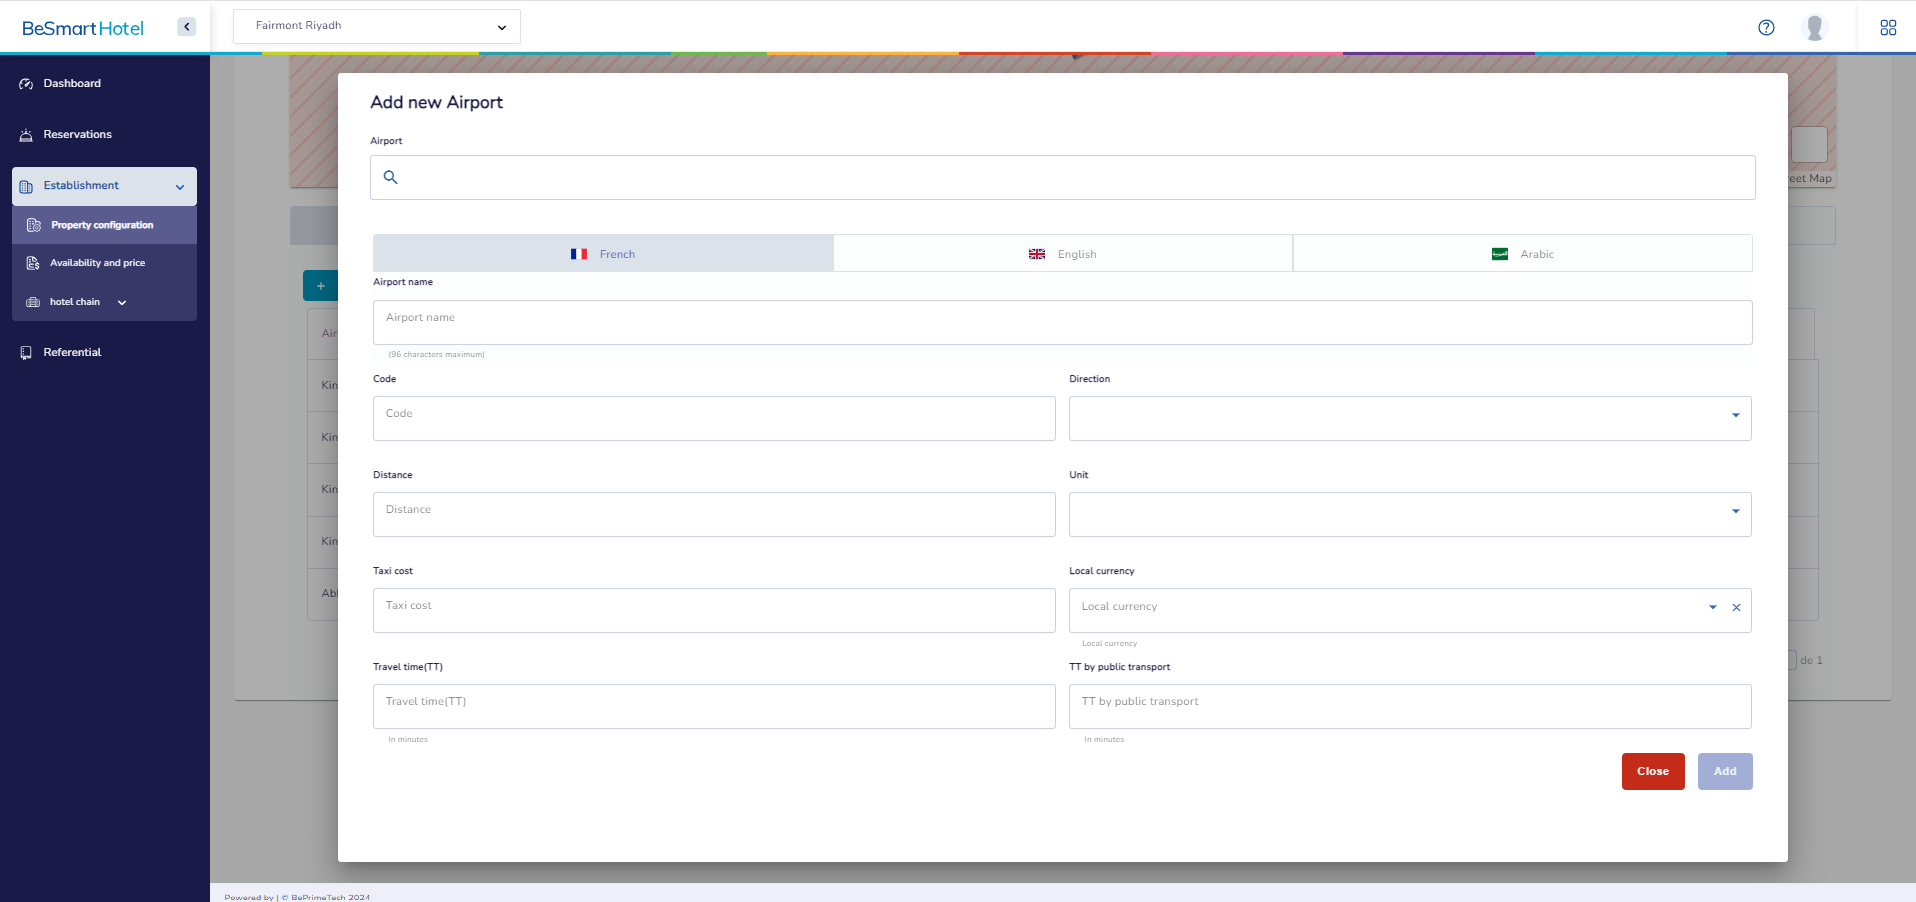 BeSmartHotel
Fairmont Riyadh
Dashboard
Reservations
Establishment
Property configuration
Availability and price
hotel chain
Referential
Add new Airport
Airport
French
English
Arabic
Airport name
Airport name
(96 characters maximum)
Code
Direction
Code
Distance
Unit
Distance
Taxi cost
Local currency
Taxi cost
Local currency
Local currency
Travel time(TT)
TT by public transport
Travel time(TT)
TT by public transport
In minutes
In minutes
Close
Add
reet Map
+
Air
Kin
Kin
Kin
Kin
Ab
de 1
Powered by | © BePrimeTech 2024